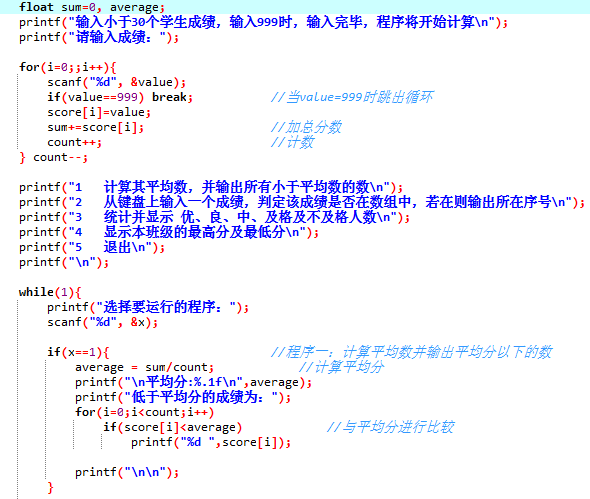 float sum=0, average;
printf("输入小于30个学生成绩，输入999时，输入完毕，程序将开始计算\n");
printf("请输入成绩：");
for(i=0;;i++){
scanf("%d", &value);
if(value==999) break; //当value=999时跳出循环
score[i]=value;
sum+=score[i]; //加总分数
count++; //计数
} count--;
printf("1 计算其平均数，并输出所有小于平均数的数\n");
printf("2 从键盘上输入一个成绩，判定该成绩是否在数组中，若在则输出所在序号\n");
printf("3 统计并显示 优、良、中、及格及不及格人数\n");
printf("4 显示本班级的最高分及最低分\n");
printf("5 退出\n");
printf("\n");
while(1){
printf("选择要运行的程序：");
scanf("%d", &x);
if(x==1){ //程序一：计算平均数并输出平均分以下的数
average = sum/count; //计算平均分
printf("\n平均分:%.1f\n",average);
printf("低于平均分的成绩为：");
for(i=0;i<count;i++)
if(score[i]<average) //与平均分进行比较
printf("%d ",score[i]);
printf("\n\n");
}